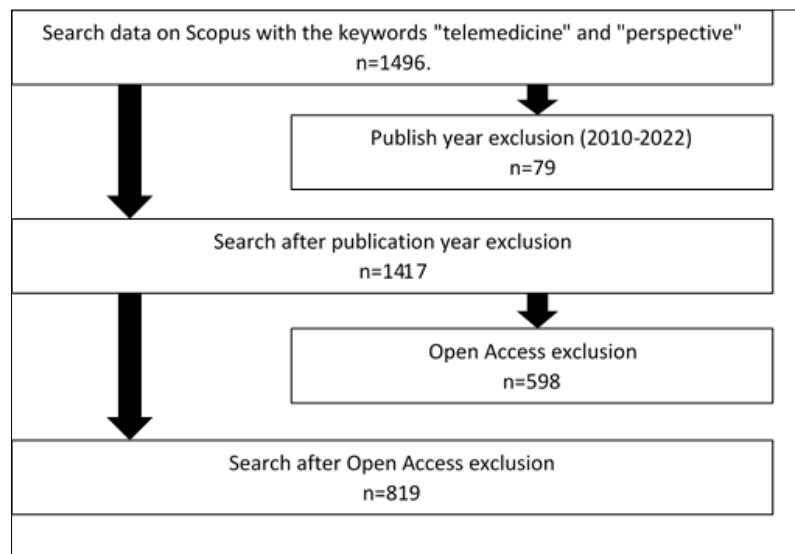 Search data on Scopus with the keywords "telemedicine" and "perspective"
n=1496.
Publish year exclusion (2010-2022)
n=79
Search after publication year exclusion
n=1417
Open Access exclusion
n=598
Search after Open Access exclusion
n=819